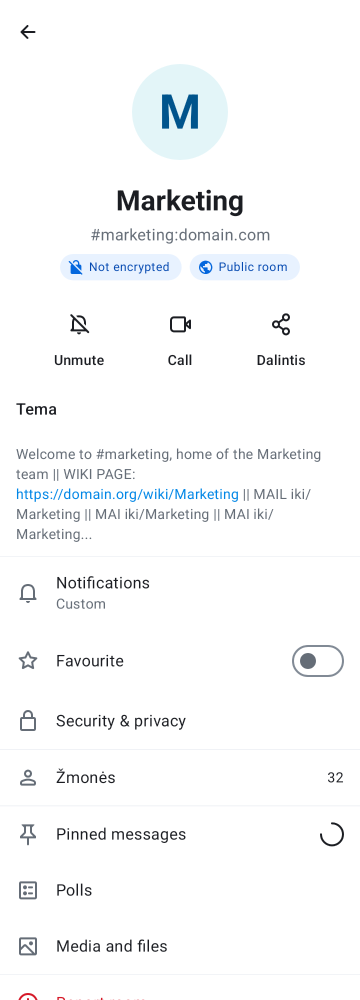 M
Marketing
#marketing:domain.com
Not encrypted
Public room
Unmute
Call
Dalintis
Tema
Welcome to #marketing, home of the Marketing
team || WIKI PAGE:
https://domain.org/wiki/Marketing || MAIL iki/
Marketing || MAI iki/Marketing || MAI iki/
Marketing...
Notifications
Custom
Favourite
Security & privacy
Žmonės 32
Pinned messages
Polls
Media and files
Report room